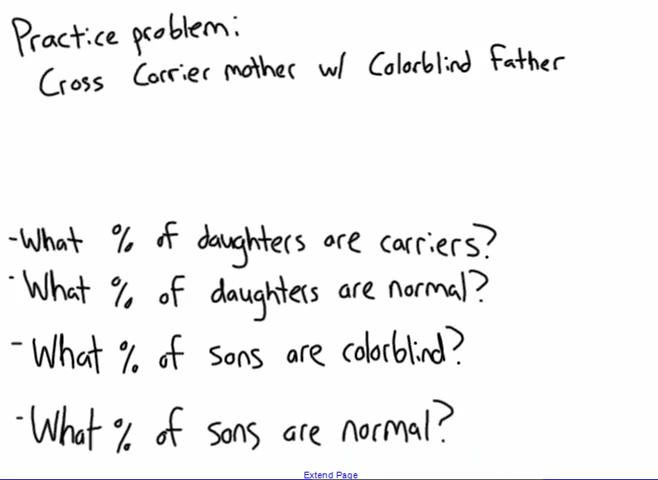 Practice problem:
Cross Carrier mother w/ Colorblind Father
-What % of daughters are carriers?
-What % of daughters are normal?
-What % of sons are colorblind?
-What % of sons are normal?
Extend Page